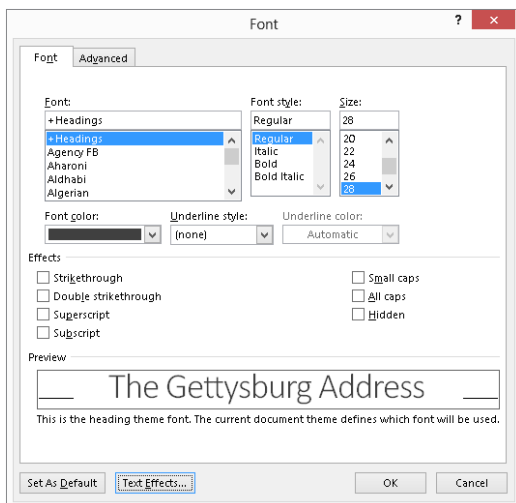 Font
?
Font Advanced
Font: Font style: Size:
+Headings Regular 28
+Headings Regular 20
Agency FB Italic 22
Aharoni Bold 24
Aldhabi Bold Italic 26
Algerian 28
Font color: Underline style: Underline color:
(none) Automatic
Effects
Strikethrough Small caps
Double strikethrough All caps
Superscript Hidden
Subscript
Preview
The Gettysburg Address
This is the heading theme font. The current document theme defines which font will be used.
Set As Default Text Effects... OK Cancel